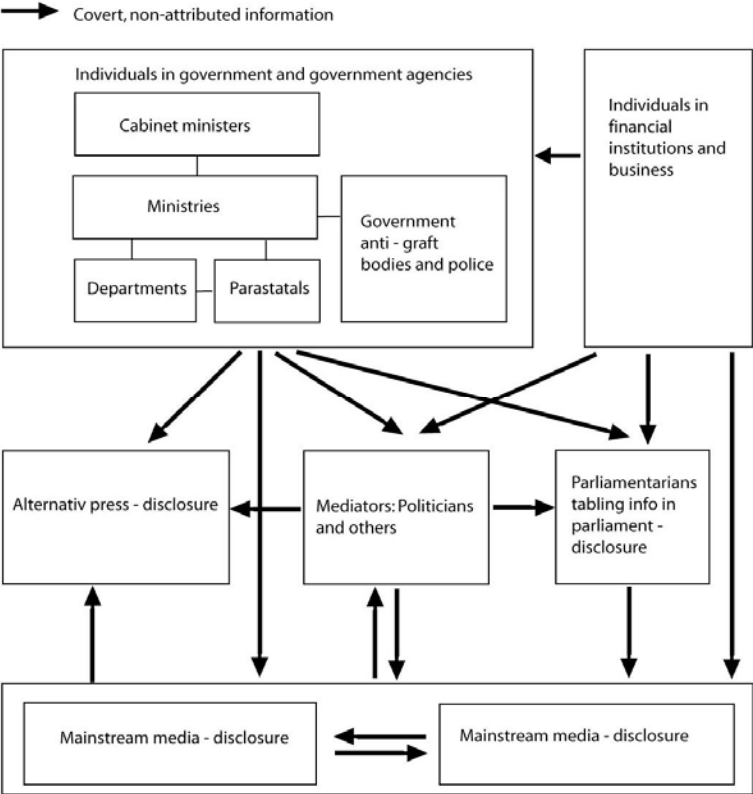 Covert, non-attributed information
Individuals in government and government agencies
Cabinet ministers
Ministries
Government
anti - graft
bodies and police
Departments
Parastatals
Individuals in
financial
institutions and
business
Alternativ press - disclosure
Mediators: Politicians
and others
Parliamentarians
tabling info in
parliament -
disclosure
Mainstream media - disclosure
Mainstream media - disclosure